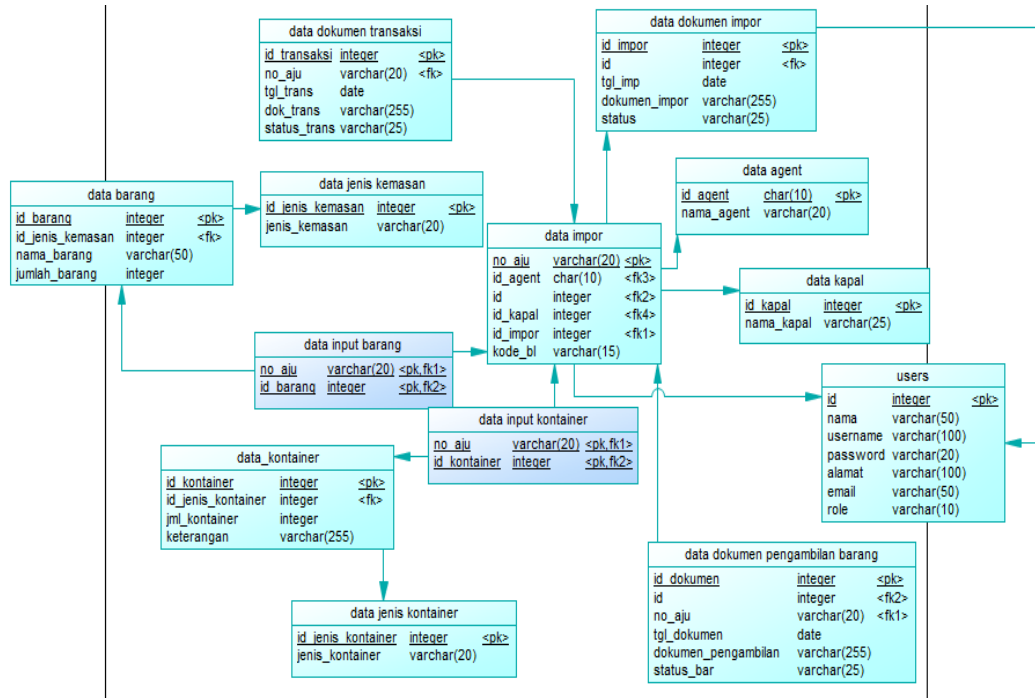 data dokumen transaksi
id_transaksi integer <pk>
no_aju varchar(20) <fk>
tgl_trans date
dok_trans varchar(255)
status_trans varchar(25)
data dokumen impor
id_impor integer <pk>
id integer <fk>
tgl_imp date
dokumen_impor varchar(255)
status varchar(25)
data barang
id_barang integer <pk>
id_jenis_kemasan integer <fk>
nama_barang varchar(50)
jumlah_barang integer
data jenis kemasan
id_jenis_kemasan integer <pk>
jenis_kemasan varchar(20)
data agent
id_agent char(10) <pk>
nama_agent varchar(20)
data impor
no_aju varchar(20) <pk>
id_agent char(10) <fk3>
id integer <fk2>
id_kapal integer <fk4>
id_impor integer <fk1>
kode_bl varchar(15)
data kapal
id_kapal integer <pk>
nama_kapal varchar(25)
data input barang
no_aju varchar(20) <pk,fk1>
id_barang integer <pk,fk2>
users
id integer <pk>
nama varchar(50)
username varchar(100)
password varchar(20)
alamat varchar(100)
email varchar(50)
role varchar(10)
data input kontainer
no_aju varchar(20) <pk,fk1>
id_kontainer integer <pk,fk2>
data_kontainer
id_kontainer integer <pk>
id_jenis_kontainer integer <fk>
jml_kontainer integer
keterangan varchar(255)
data dokumen pengambilan barang
id_dokumen integer <pk>
id integer <fk2>
no_aju varchar(20) <fk1>
tgl_dokumen date
dokumen_pengambilan varchar(255)
status_bar varchar(25)
data jenis kontainer
id_jenis_kontainer integer <pk>
jenis_kontainer varchar(20)